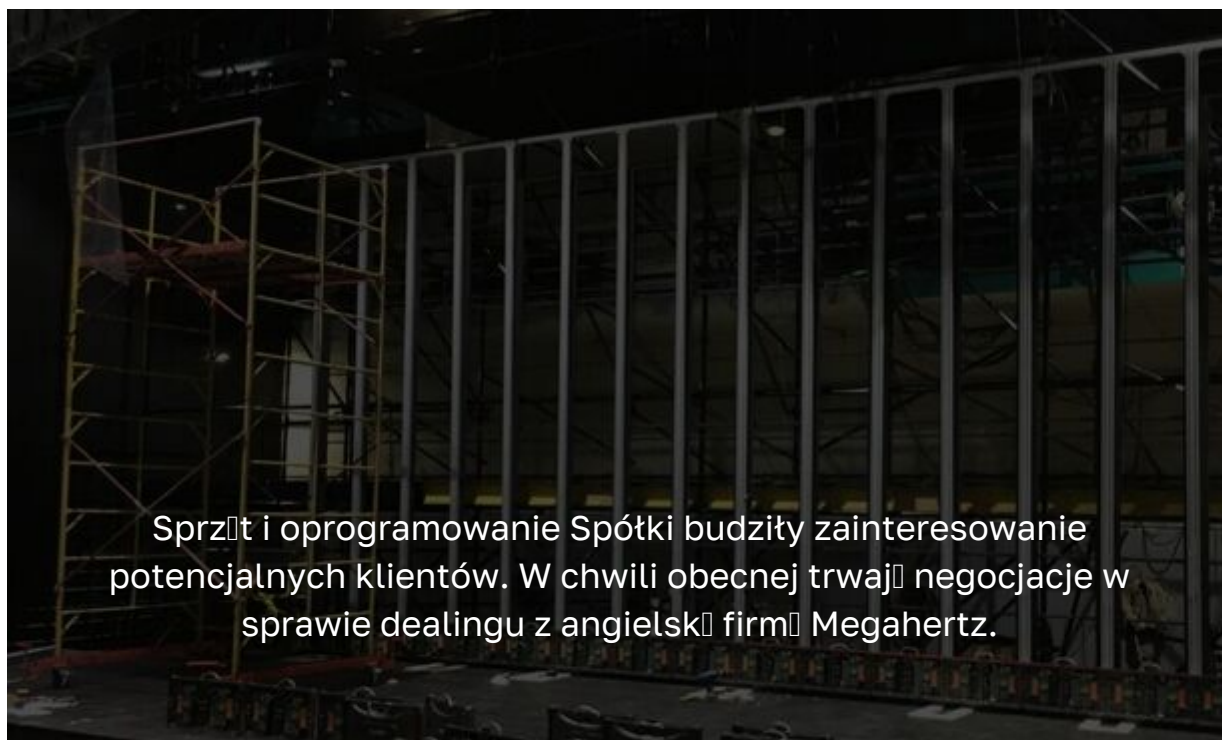 Sprz▯t i oprogramowanie Spółki budziły zainteresowanie
potencjalnych klientów. W chwili obecnej trwaj▯ negocjacje w
sprawie dealingu z angielsk▯ firm▯ Megahertz.